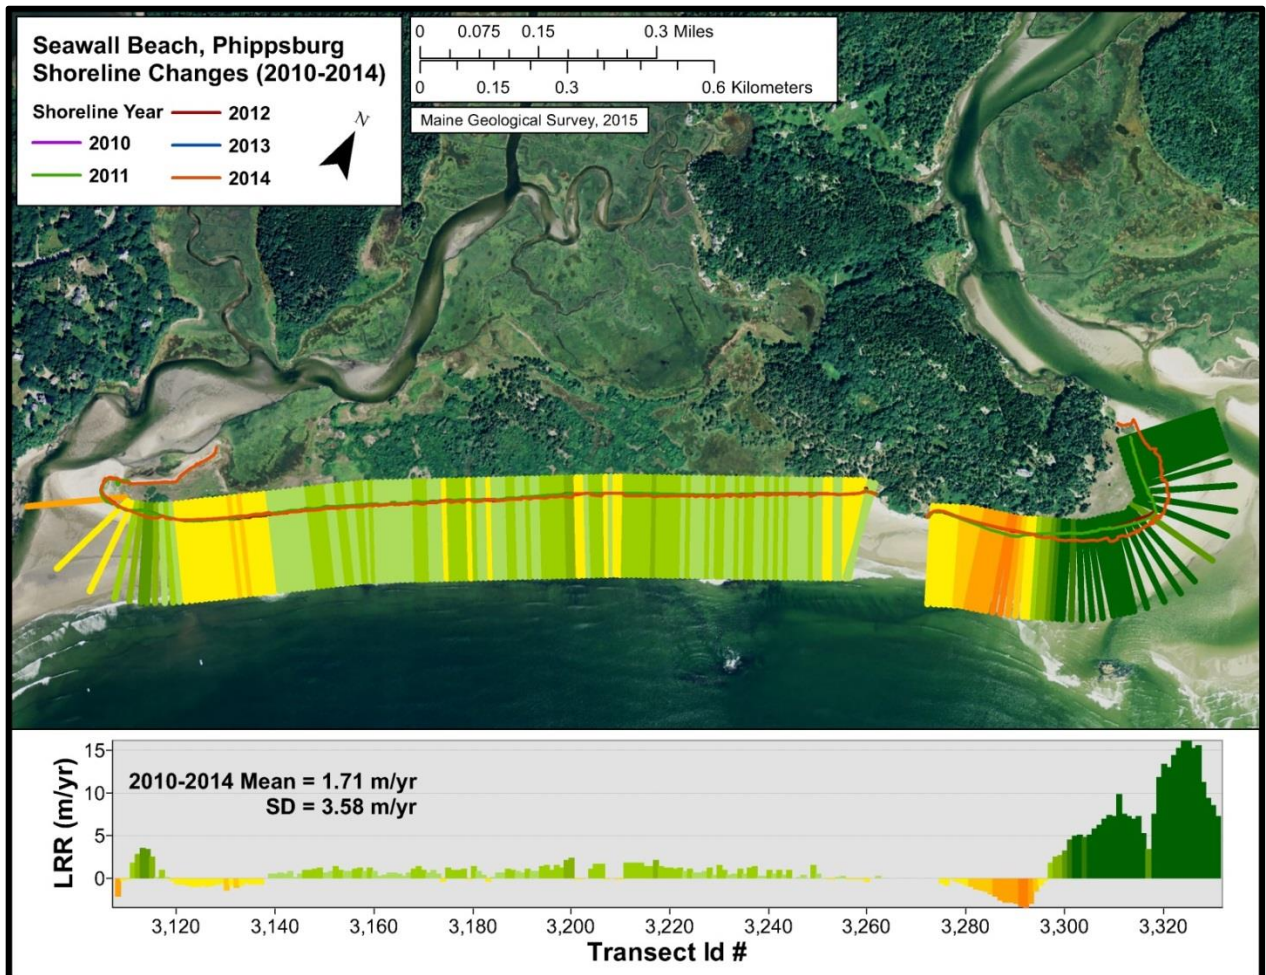 Seawall Beach, Phippsburg
Shoreline Changes (2010-2014)
Shoreline Year
2010
2011
2012
2013
2014
N
0 0.075 0.15 0.3 Miles
0 0.15 0.3 0.6 Kilometers
Maine Geological Survey, 2015
2010-2014 Mean = 1.71 m/yr
SD = 3.58 m/yr
LRR (m/yr)
15
10
5
0
3,120 3,140 3,160 3,180 3,200 3,220 3,240 3,260 3,280 3,300 3,320
Transect Id #